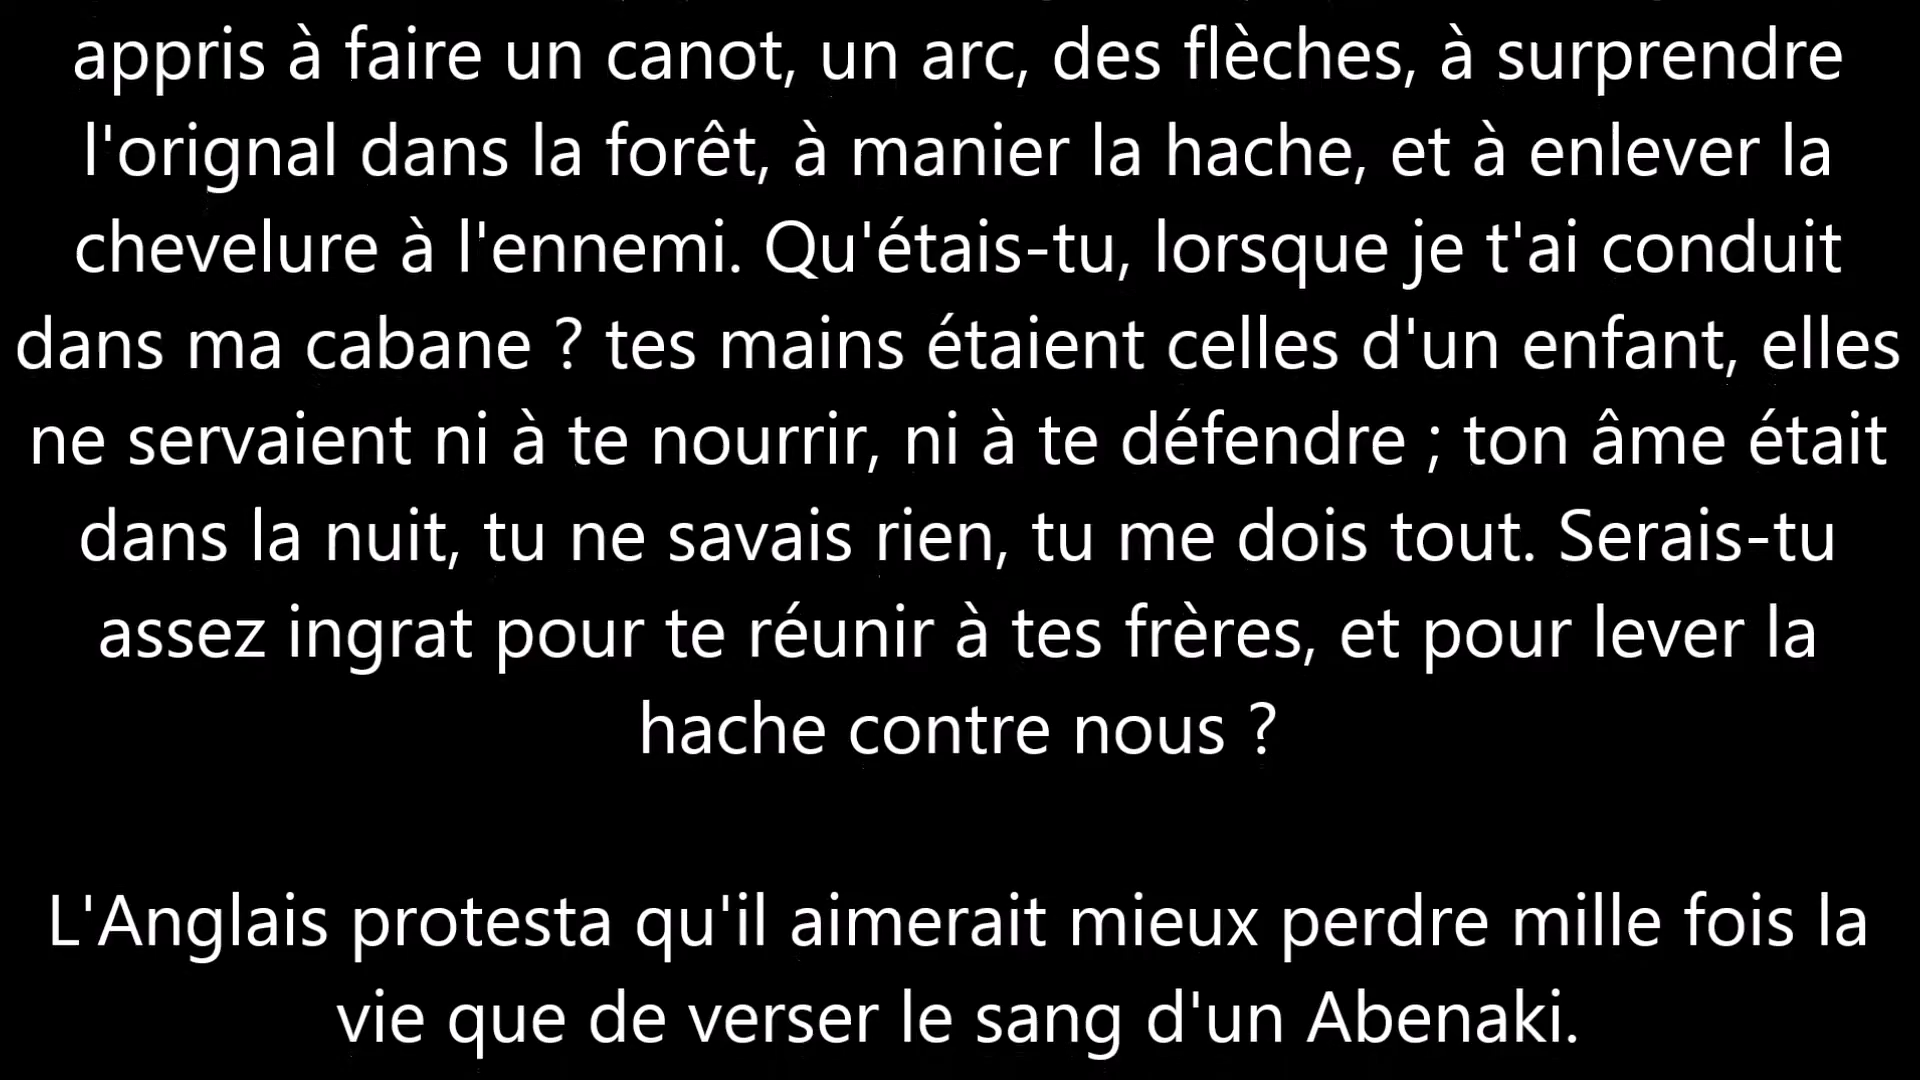 appris à faire un canot, un arc, des flèches, à surprendre
l'orignal dans la forêt, à manier la hache, et à enlever la
chevelure à l'ennemi. Qu'étais-tu, lorsque je t'ai conduit
dans ma cabane ? tes mains étaient celles d'un enfant, elles
ne servaient ni à te nourrir, ni à te défendre ; ton âme était
dans la nuit, tu ne savais rien, tu me dois tout. Serais-tu
assez ingrat pour te réunir à tes frères, et pour lever la
hache contre nous ?
L'Anglais protesta qu'il aimerait mieux perdre mille fois la
vie que de verser le sang d'un Abenaki.